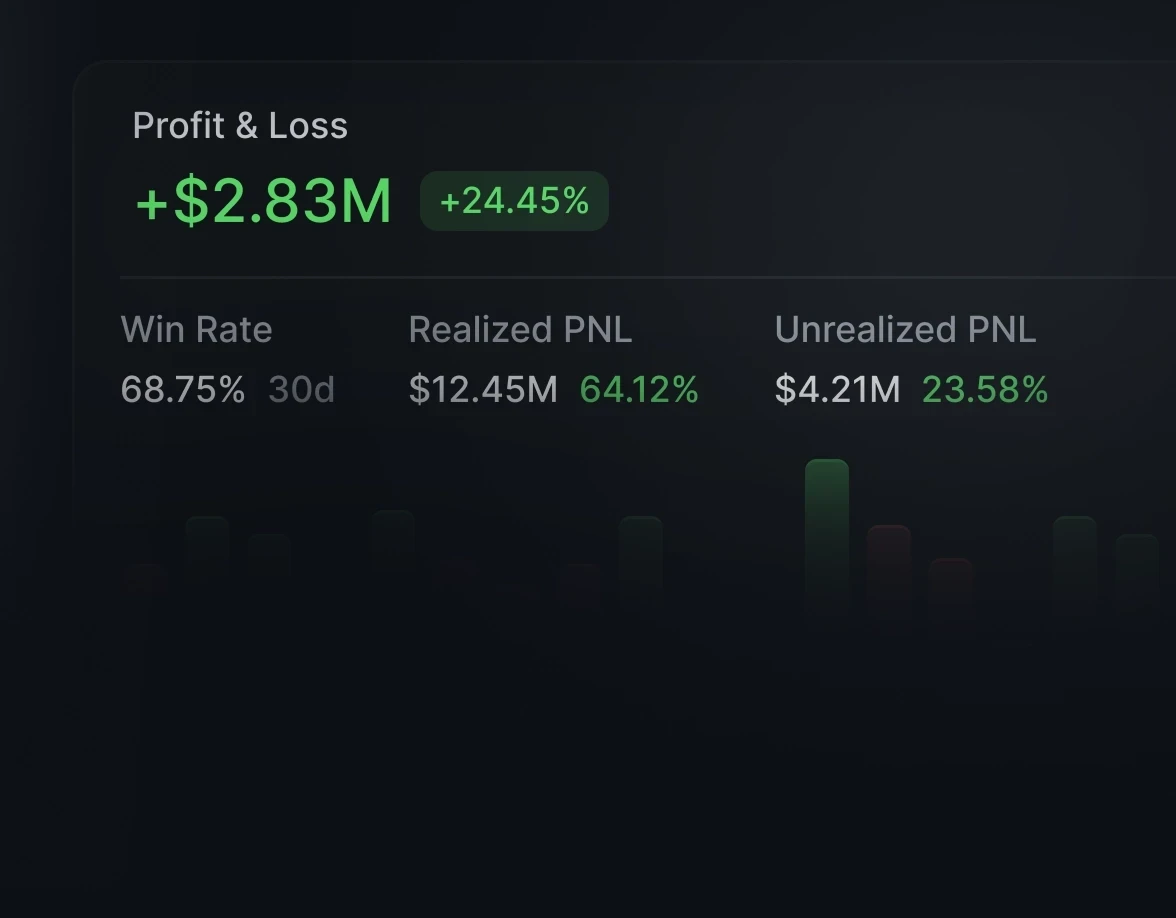 Profit & Loss
+$2.83M +24.45%
Win Rate Realized PNL Unrealized PNL
68.75% 30d $12.45M 64.12% $4.21M 23.58%